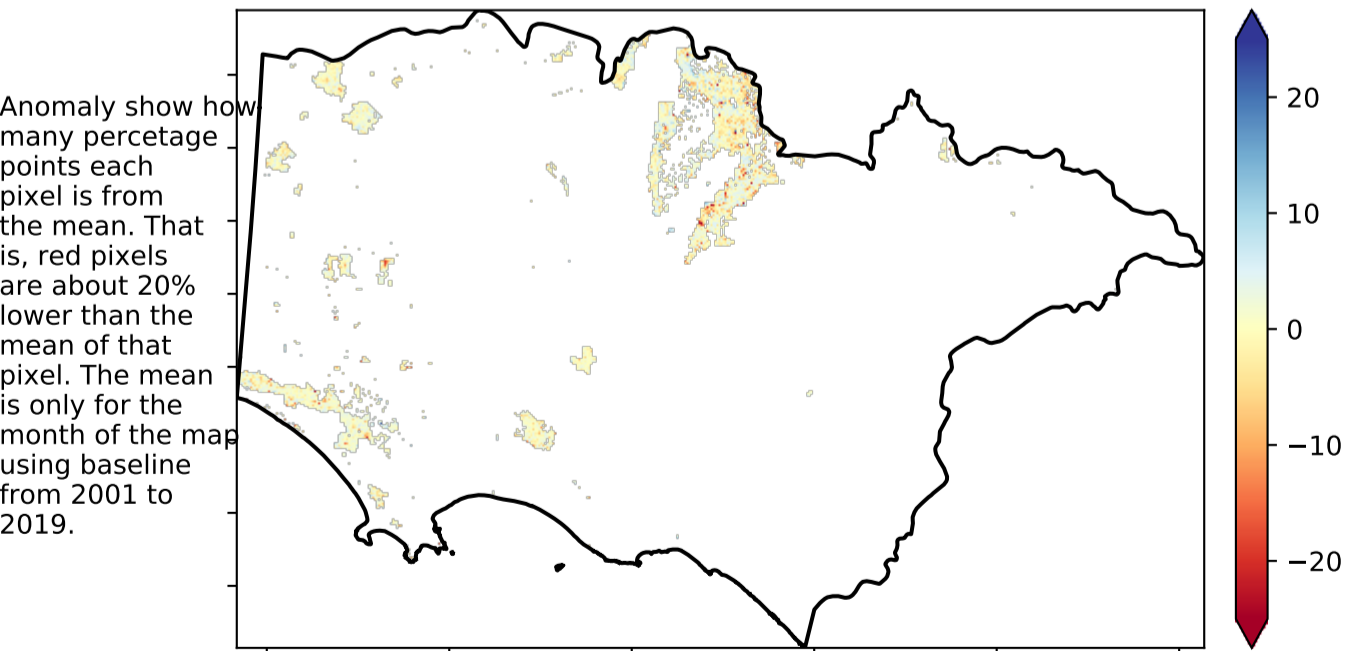 Anomaly show how
many percetage
points each
pixel is from
the mean. That
is, red pixels
are about 20%
lower than the
mean of that
pixel. The mean
is only for the
month of the map
using baseline
from 2001 to
2019.
20
10
0
−10
−20